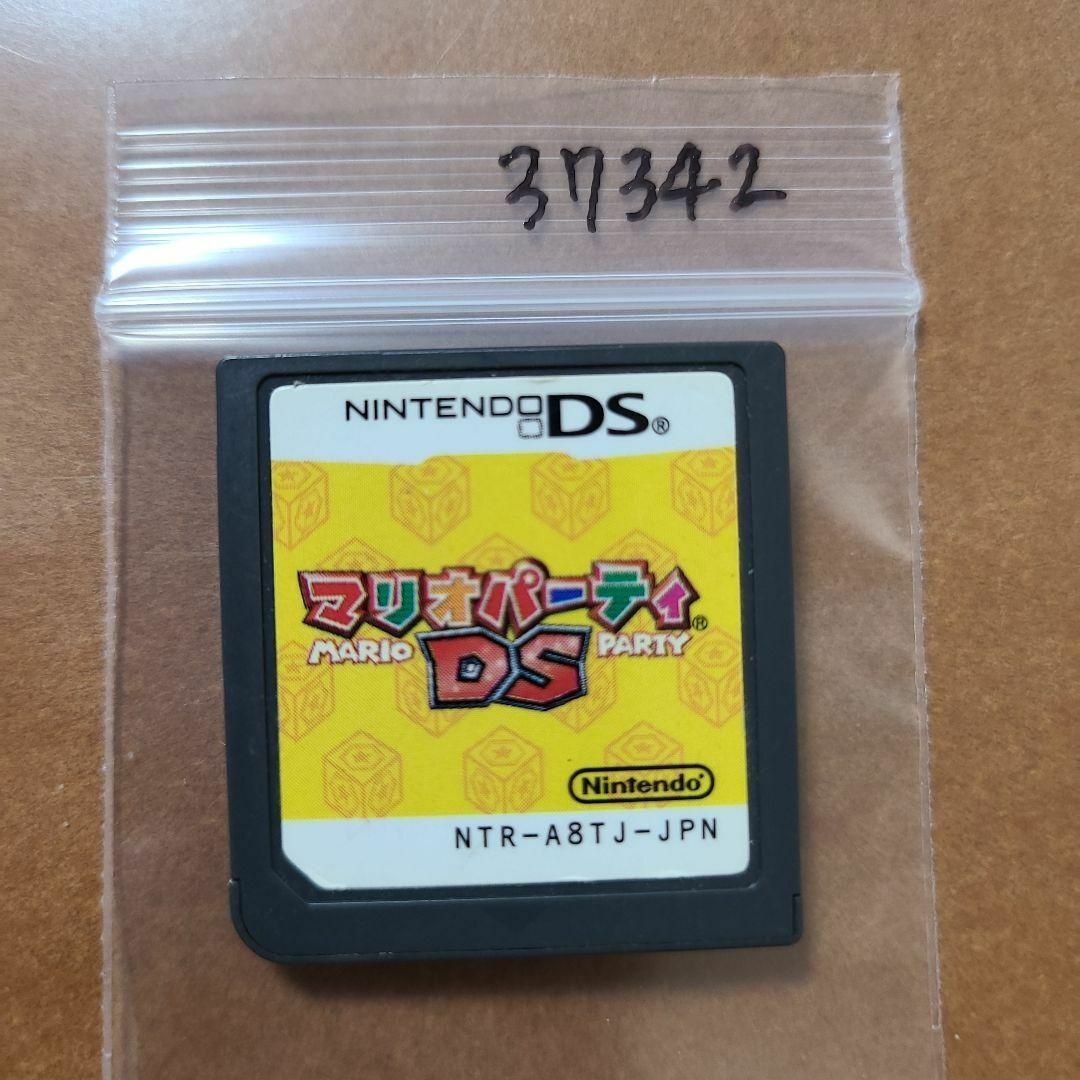 37342
NINTENDO DS®
マリオパーティ®
MARIO DS PARTY
Nintendo®
NTR-A8TJ-JPN